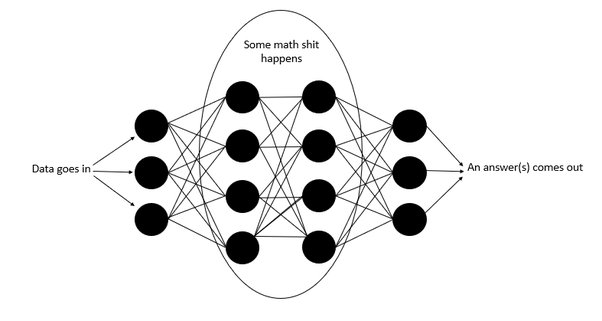 Some math shit
happens
Data goes in
An answer(s) comes out